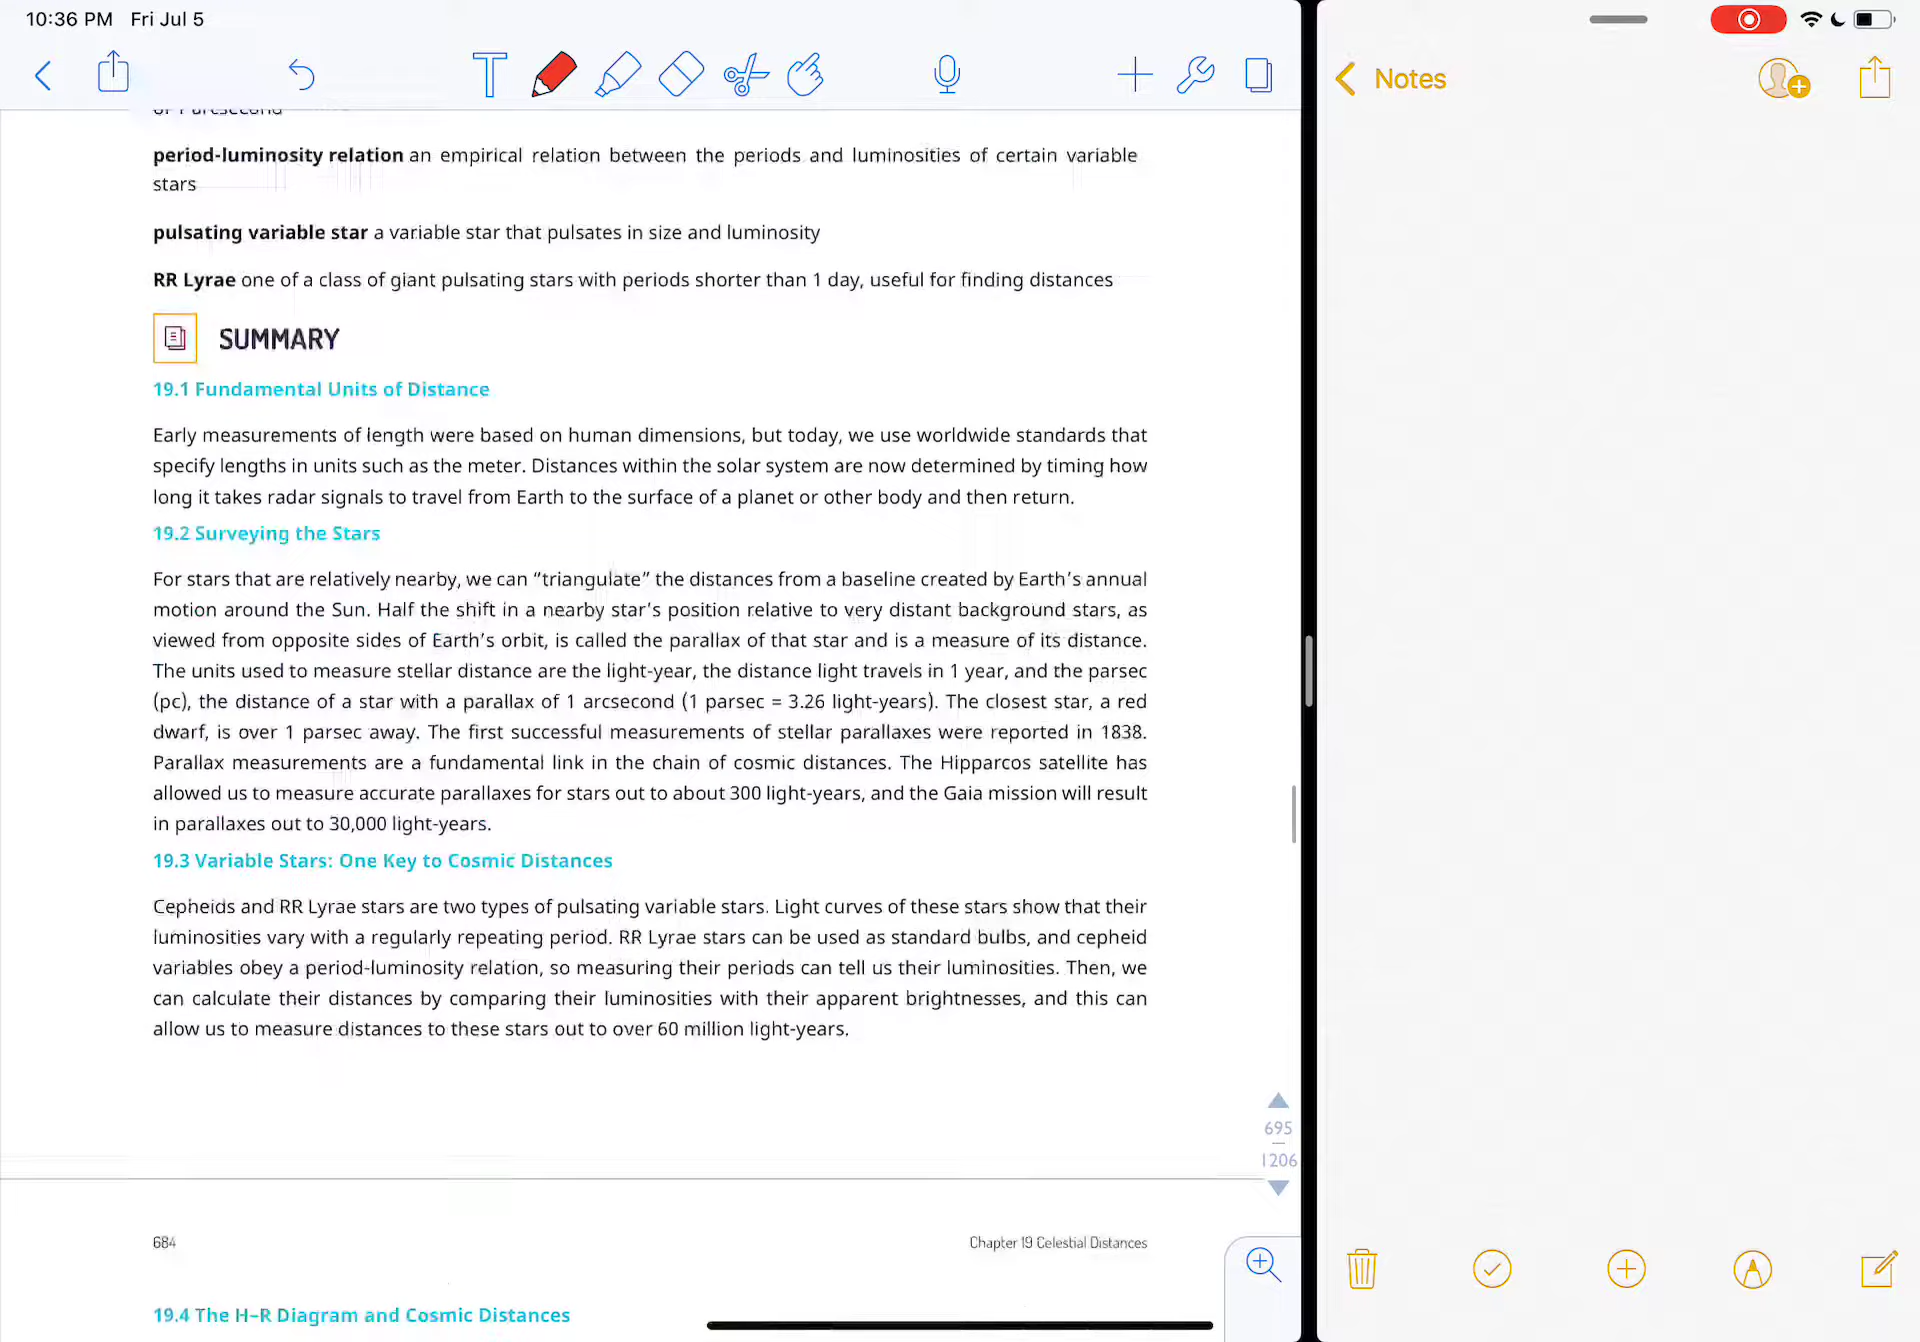 10:36 PM Fri Jul 5
Notes
period-luminosity relation an empirical relation between the periods and luminosities of certain variable
stars
pulsating variable star a variable star that pulsates in size and luminosity
RR Lyrae one of a class of giant pulsating stars with periods shorter than 1 day, useful for finding distances
SUMMARY
19.1 Fundamental Units of Distance
Early measurements of length were based on human dimensions, but today, we use worldwide standards that
specify lengths in units such as the meter. Distances within the solar system are now determined by timing how
long it takes radar signals to travel from Earth to the surface of a planet or other body and then return.
19.2 Surveying the Stars
For stars that are relatively nearby, we can “triangulate” the distances from a baseline created by Earth’s annual
motion around the Sun. Half the shift in a nearby star’s position relative to very distant background stars, as
viewed from opposite sides of Earth’s orbit, is called the parallax of that star and is a measure of its distance.
The units used to measure stellar distance are the light-year, the distance light travels in 1 year, and the parsec
(pc), the distance of a star with a parallax of 1 arcsecond (1 parsec = 3.26 light-years). The closest star, a red
dwarf, is over 1 parsec away. The first successful measurements of stellar parallaxes were reported in 1838.
Parallax measurements are a fundamental link in the chain of cosmic distances. The Hipparcos satellite has
allowed us to measure accurate parallaxes for stars out to about 300 light-years, and the Gaia mission will result
in parallaxes out to 30,000 light-years.
19.3 Variable Stars: One Key to Cosmic Distances
Cepheids and RR Lyrae stars are two types of pulsating variable stars. Light curves of these stars show that their
luminosities vary with a regularly repeating period. RR Lyrae stars can be used as standard bulbs, and cepheid
variables obey a period-luminosity relation, so measuring their periods can tell us their luminosities. Then, we
can calculate their distances by comparing their luminosities with their apparent brightnesses, and this can
allow us to measure distances to these stars out to over 60 million light-years.
695
1206
684 Chapter 19 Celestial Distances
19.4 The H–R Diagram and Cosmic Distances